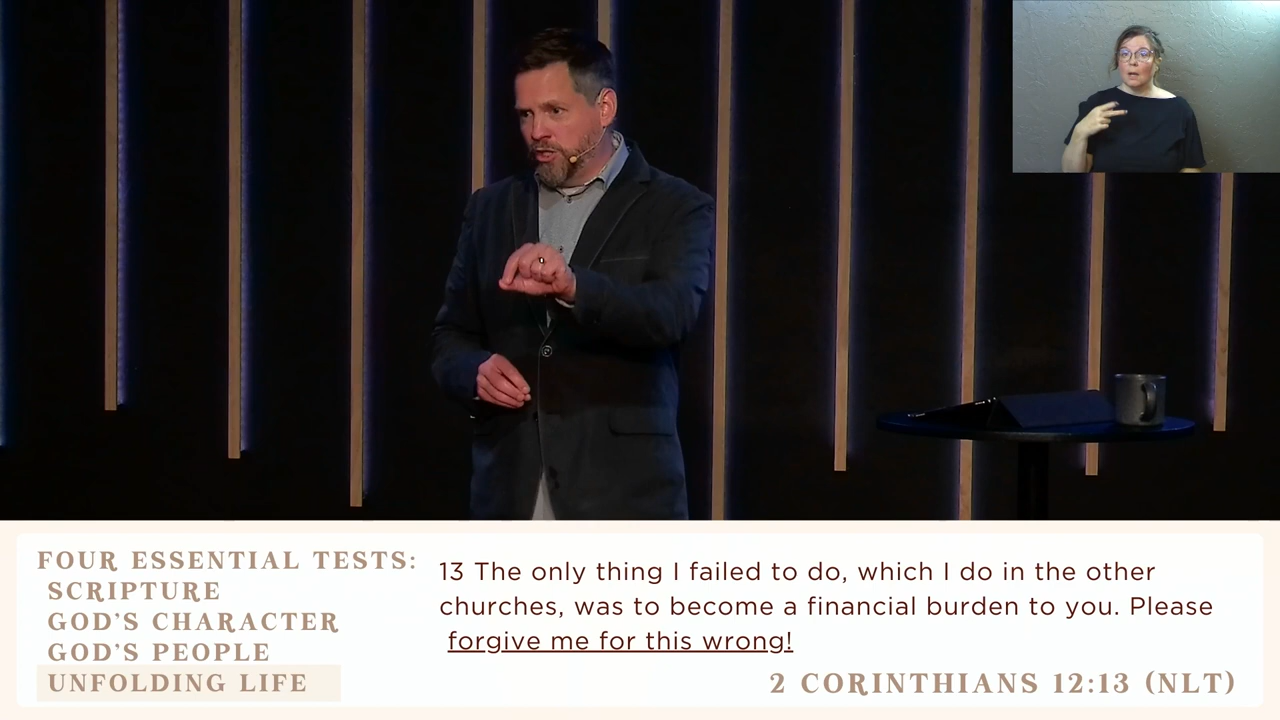 FOUR ESSENTIAL TESTS:
SCRIPTURE
GOD'S CHARACTER
GOD'S PEOPLE
UNFOLDING LIFE
13 The only thing I failed to do, which I do in the other
churches, was to become a financial burden to you. Please
forgive me for this wrong!
2 CORINTHIANS 12:13 (NLT)